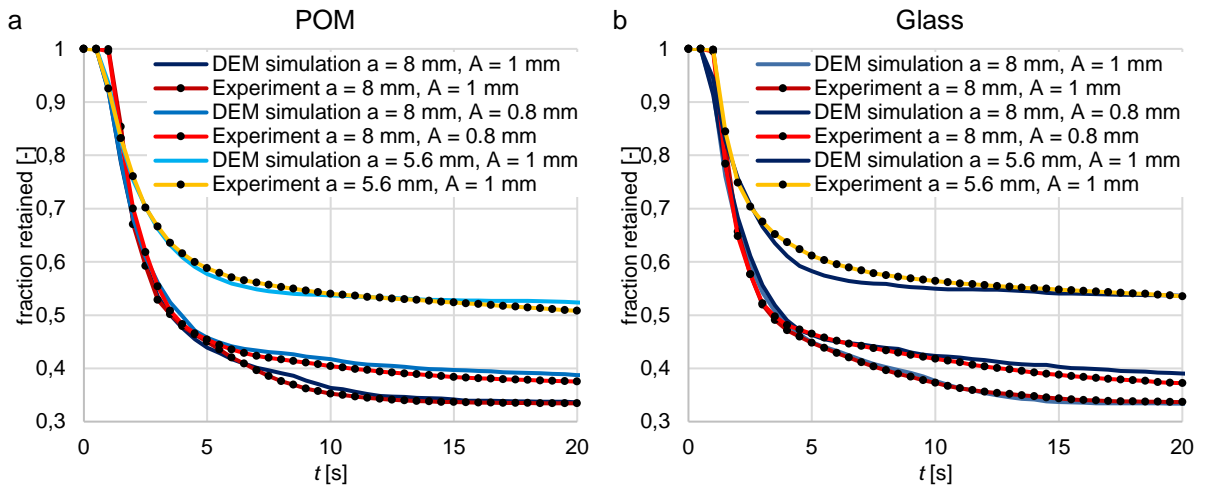 a
POM
fraction retained [-]
1
0,9
0,8
0,7
0,6
0,5
0,4
0,3
DEM simulation a = 8 mm, A = 1 mm
Experiment a = 8 mm, A = 1 mm
DEM simulation a = 8 mm, A = 0.8 mm
Experiment a = 8 mm, A = 0.8 mm
DEM simulation a = 5.6 mm, A = 1 mm
Experiment a = 5.6 mm, A = 1 mm
0 5 10 15 20
t [s]
b
Glass
fraction retained [-]
1
0,9
0,8
0,7
0,6
0,5
0,4
0,3
DEM simulation a = 8 mm, A = 1 mm
Experiment a = 8 mm, A = 1 mm
DEM simulation a = 8 mm, A = 0.8 mm
Experiment a = 8 mm, A = 0.8 mm
DEM simulation a = 5.6 mm, A = 1 mm
Experiment a = 5.6 mm, A = 1 mm
0 5 10 15 20
t [s]